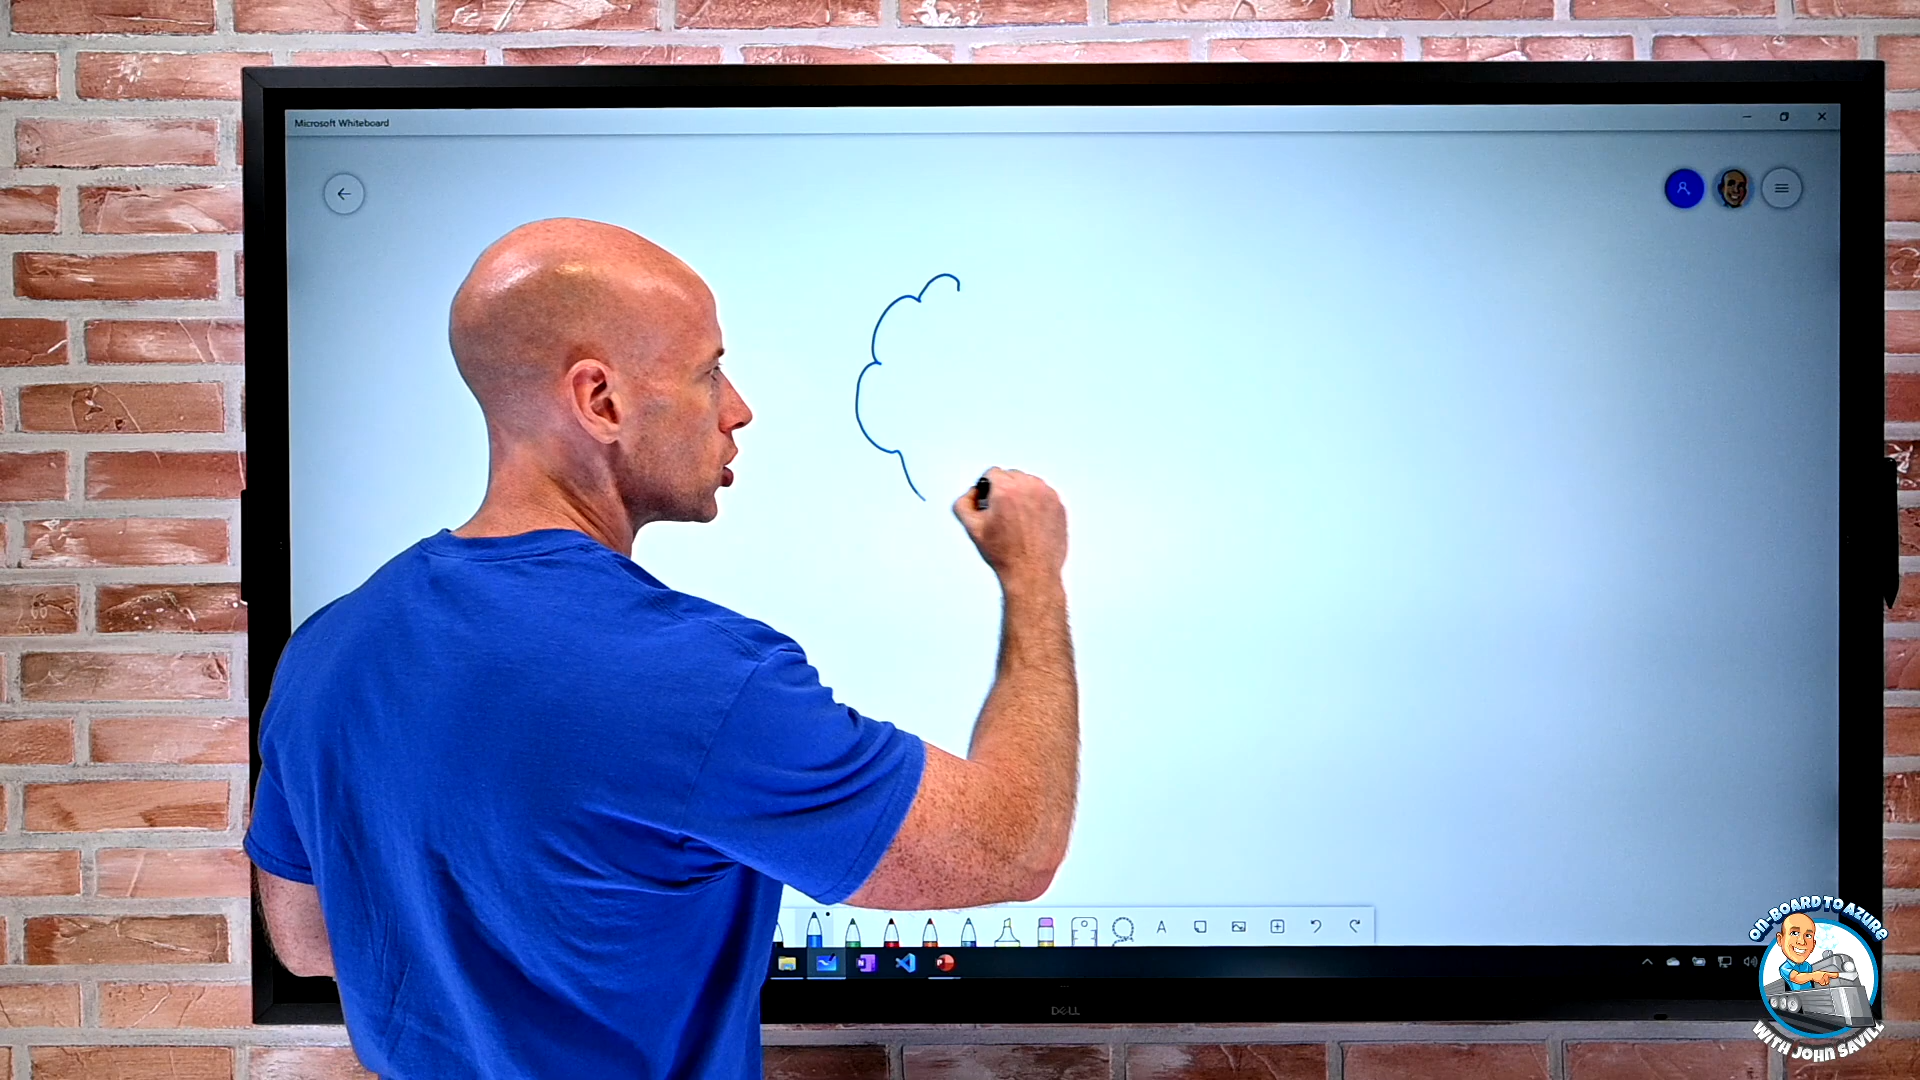 Microsoft Whiteboard
A
N
DELL
ON-BOARD TO AZURE
WITH JOHN SAVILL